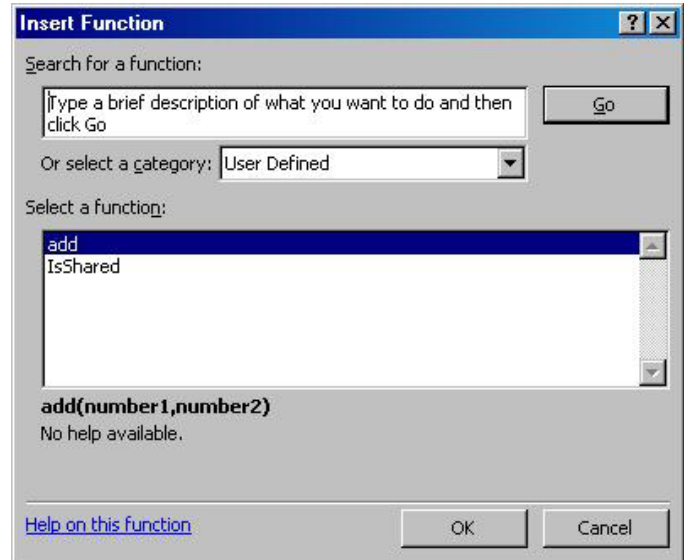 Insert Function
Search for a function:
Type a brief description of what you want to do and then
click Go
Go
Or select a category: User Defined
Select a function:
add
IsShared
add(number1,number2)
No help available.
Help on this function
OK
Cancel